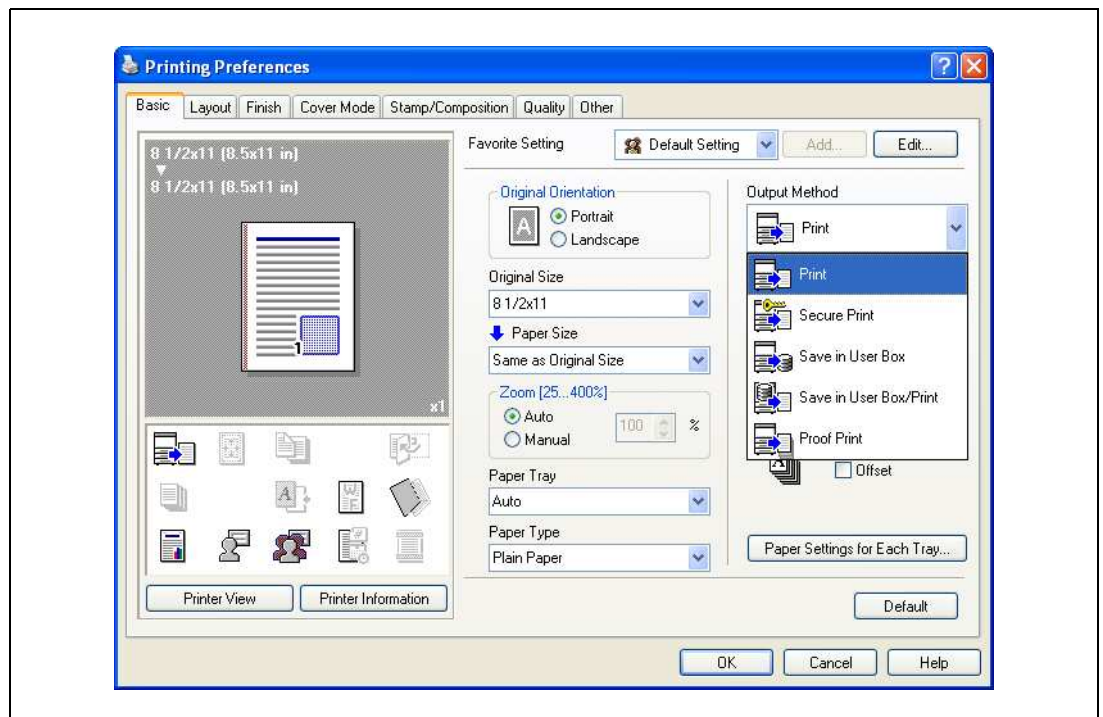 Printing Preferences
Basic Layout Finish Cover Mode Stamp/Composition Quality Other
8 1/2x11 (8.5x11 in)
8 1/2x11 (8.5x11 in)
1
x1
Printer View Printer Information
Favorite Setting Default Setting Add... Edit...
Original Orientation
A
Portrait
Landscape
Original Size
8 1/2x11
Paper Size
Same as Original Size
Zoom [25...400%]
Auto
Manual
100 %
Paper Tray
Auto
Paper Type
Plain Paper
Output Method
Print
Print
Secure Print
Save in User Box
Save in User Box/Print
Proof Print
Offset
Paper Settings for Each Tray...
Default
OK Cancel Help